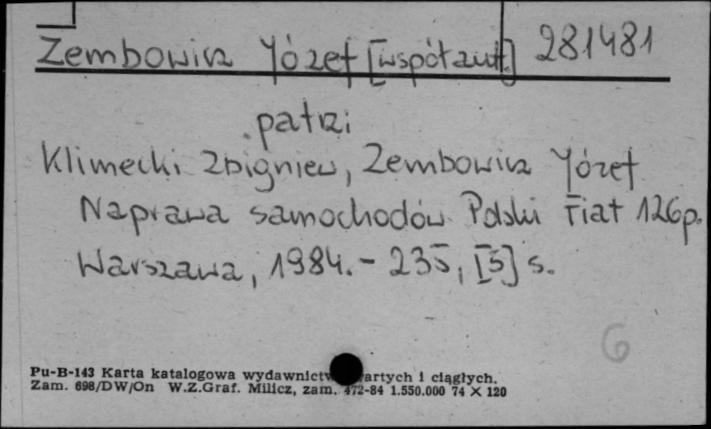 Zembowicz Józef [współaut.] 281481
patrz:
Klimecki Zbigniew, Zembowicz Józef
Naprawa samochodów Polski Fiat 126p.
Warszawa, 1984. - 235, [5] s.
6
Pu-B-143 Karta katalogowa wydawnictw zwartych i ciągłych.
Zam. 698/DW/On W.Z.Graf. Milicz, zam. 472-84 1.550.000 74 X 120